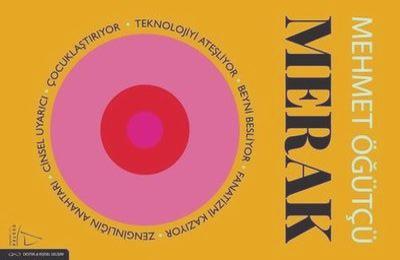 MEHMET ÖĞÜTÇÜ
MERAK
TEKNOLOJİYİ ATEŞLİYOR • BEYNİ BESLİYOR • FANATİZMİ KAZIYOR • ZENGİNLİĞİN ANAHTARI • CİNSEL UYARICI • ÇOCUKLAŞTIRIYOR •